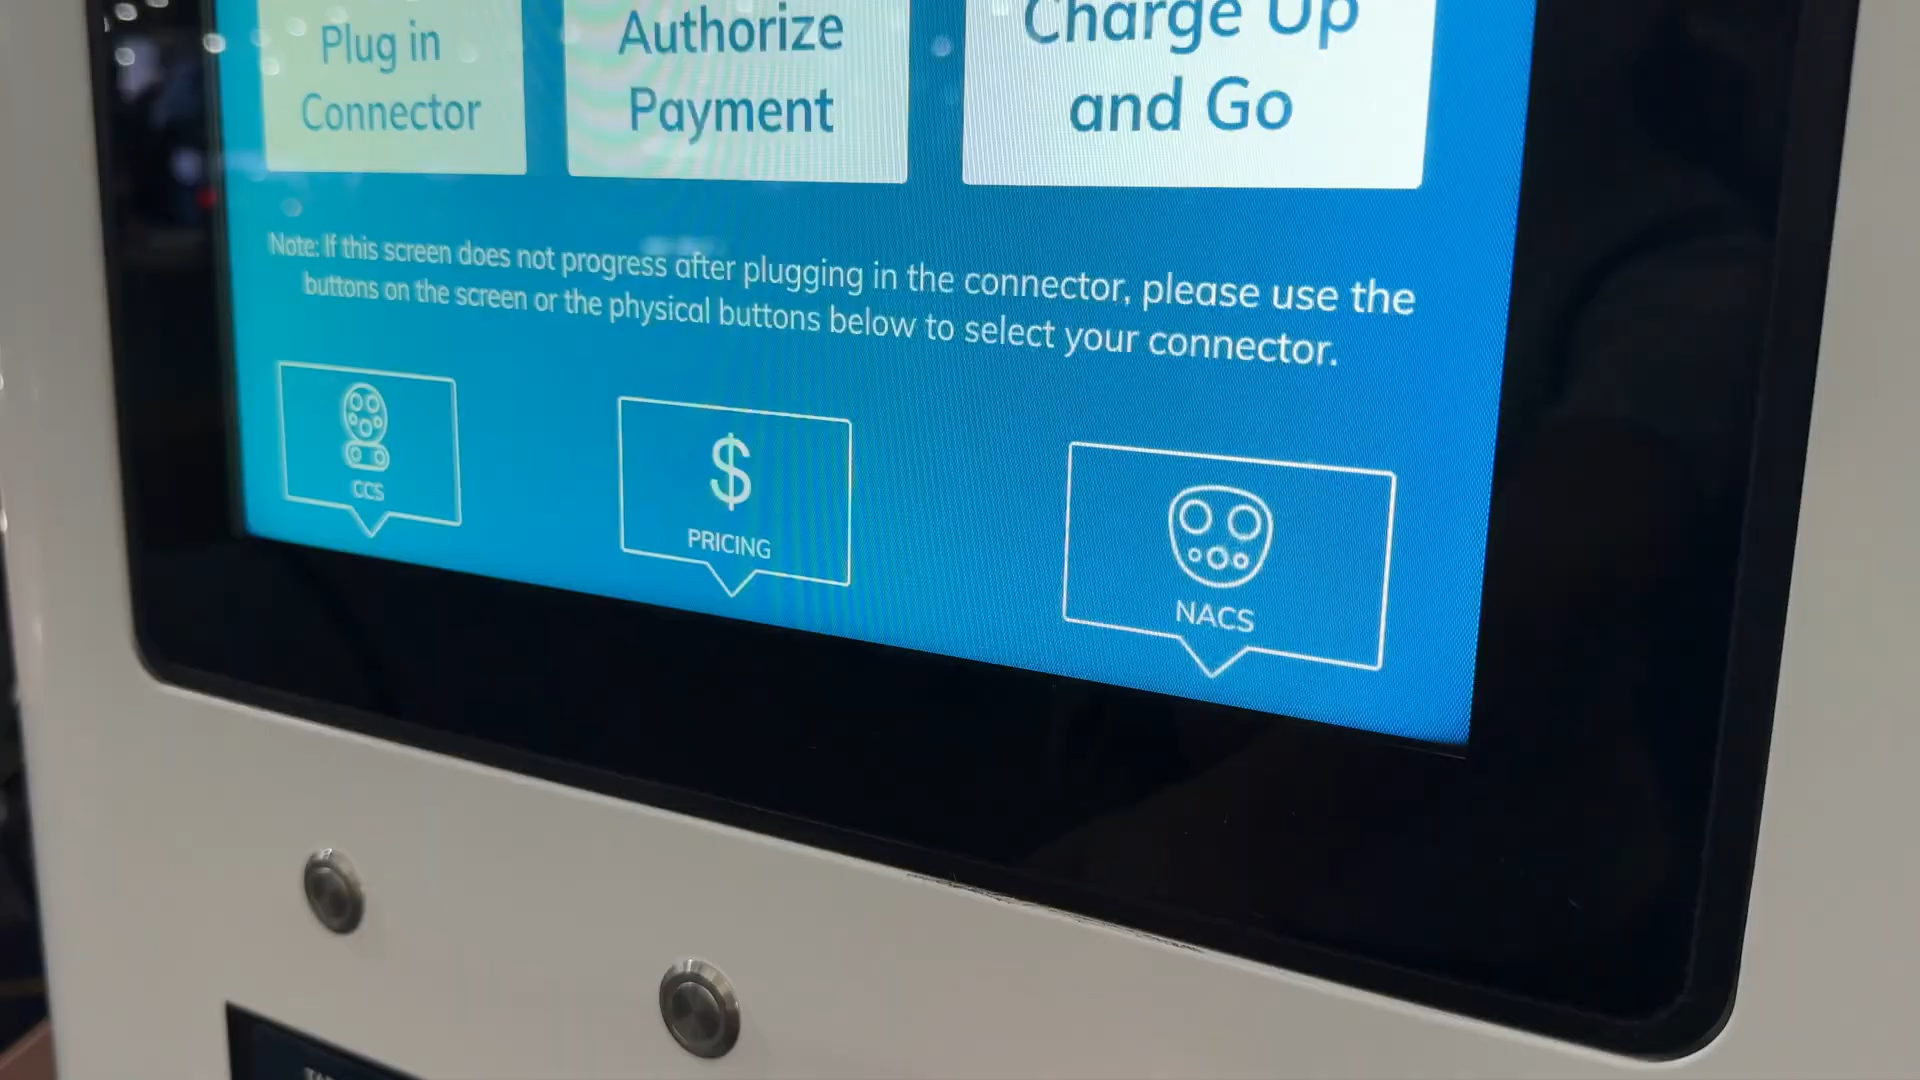 Plug in
Connector
Authorize
Payment
Charge Up
and Go
Note: If this screen does not progress after plugging in the connector, please use the
buttons on the screen or the physical buttons below to select your connector.
CCS
$
PRICING
NACS